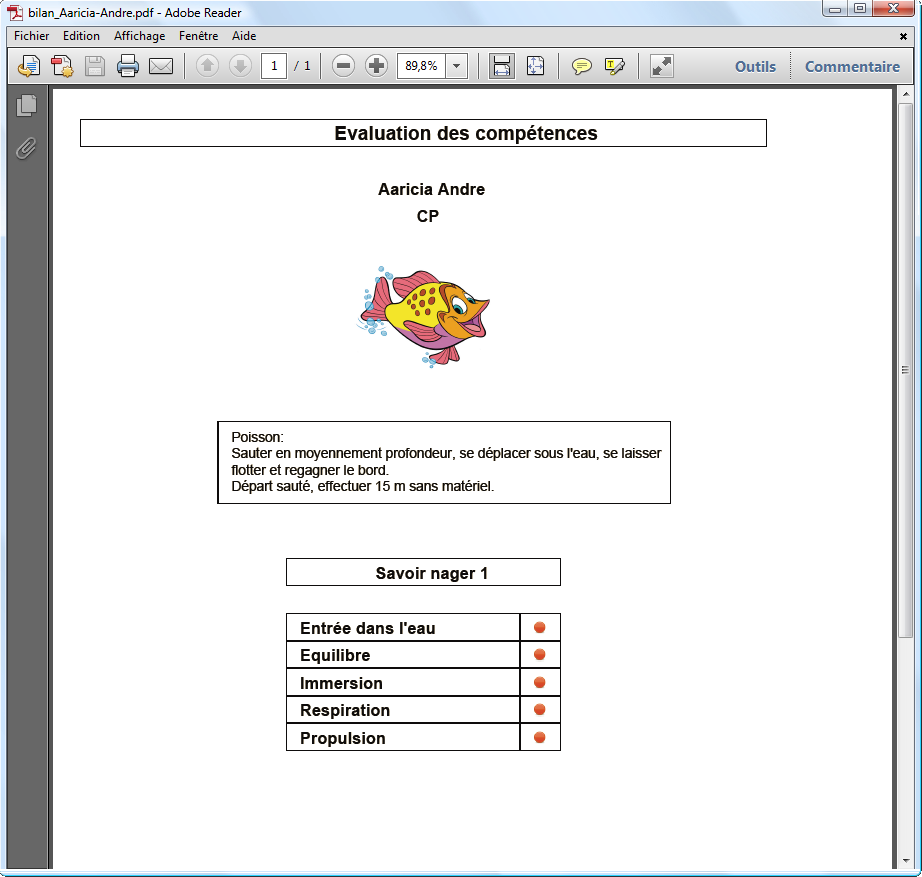 bilan_Aaricia-Andre.pdf - Adobe Reader
Fichier Edition Affichage Fenêtre Aide
1 / 1 89,8% Outils Commentaire
Evaluation des compétences
Aaricia Andre
CP
Poisson:
Sauter en moyennement profondeur, se déplacer sous l'eau, se laisser
flotter et regagner le bord.
Départ sauté, effectuer 15 m sans matériel.
Savoir nager 1
Entrée dans l'eau
Equilibre
Immersion
Respiration
Propulsion